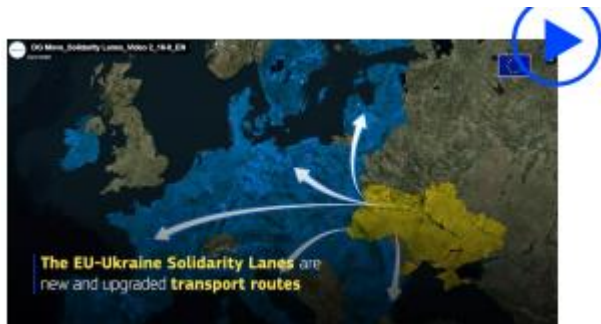 DG Move_Solidarity Lanes_Video 2_16-9_EN
The EU-Ukraine Solidarity Lanes are
new and upgraded transport routes